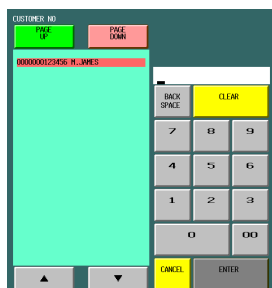 CUSTOMER NO
PAGE UP
PAGE DOWN
0000000123456 M.JAMES
BACK SPACE
CLEAR
7 8 9
4 5 6
1 2 3
0 00
CANCEL ENTER